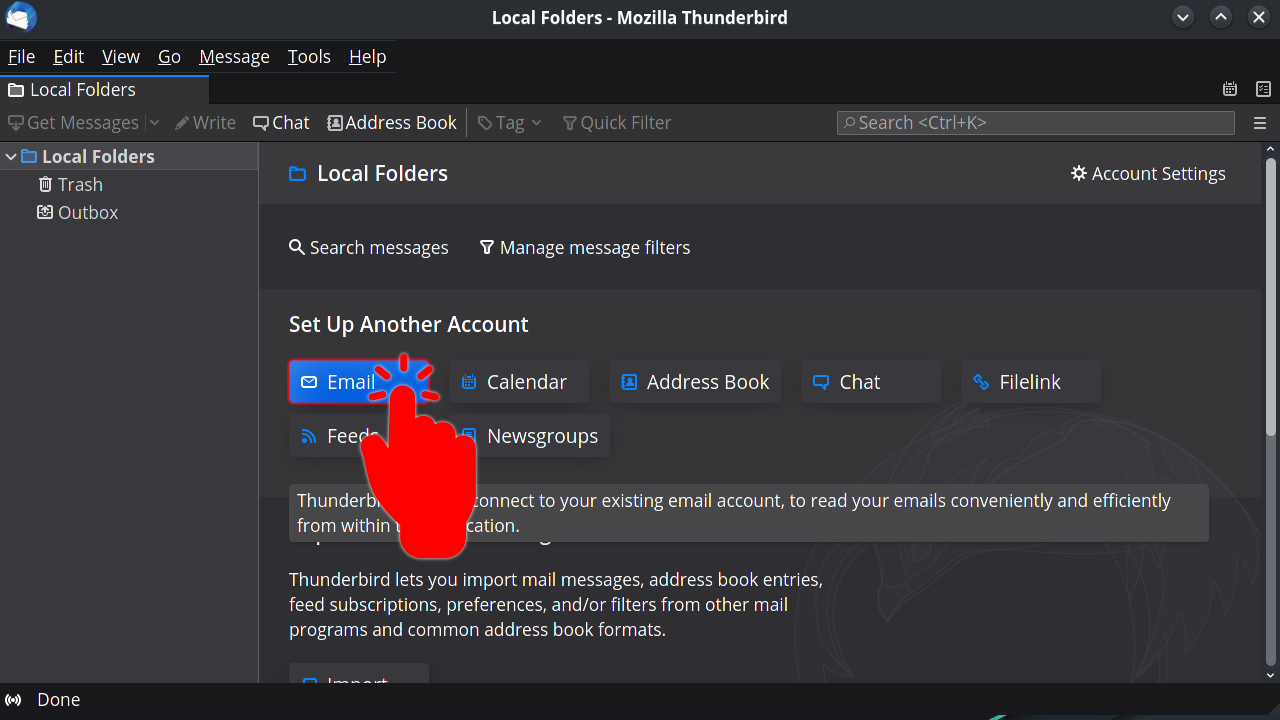 Local Folders - Mozilla Thunderbird
File Edit View Go Message Tools Help
Local Folders
Get Messages Write Chat Address Book Tag Quick Filter Search <Ctrl+K>
Local Folders
Trash
Outbox
Local Folders
Account Settings
Search messages Manage message filters
Set Up Another Account
Email Calendar Address Book Chat Filelink
Feeds Newsgroups
connect to your existing email account, to read your emails conveniently and efficiently
from within
Thunderbird lets you import mail messages, address book entries,
feed subscriptions, preferences, and/or filters from other mail
programs and common address book formats.
Import
Done